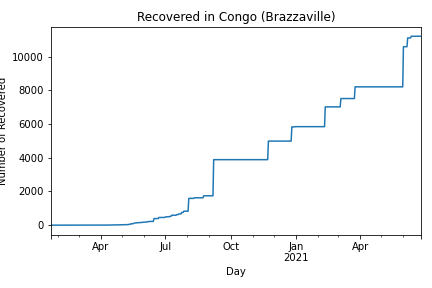 Recovered in Congo (Brazzaville)
Number of Recovered
10000
8000
6000
4000
2000
0
Apr
Jul
Oct
Jan
2021
Apr
Day